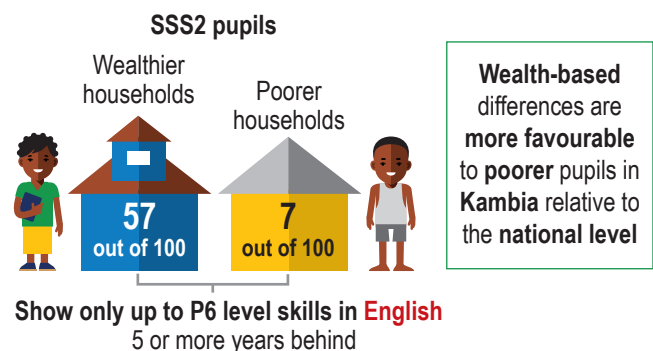 SSS2 pupils
Wealthier
households
Poorer
households
57
out of 100
7
out of 100
Show only up to P6 level skills in English
5 or more years behind
Wealth-based
differences are
more favourable
to poorer pupils in
Kambia relative to
the national level